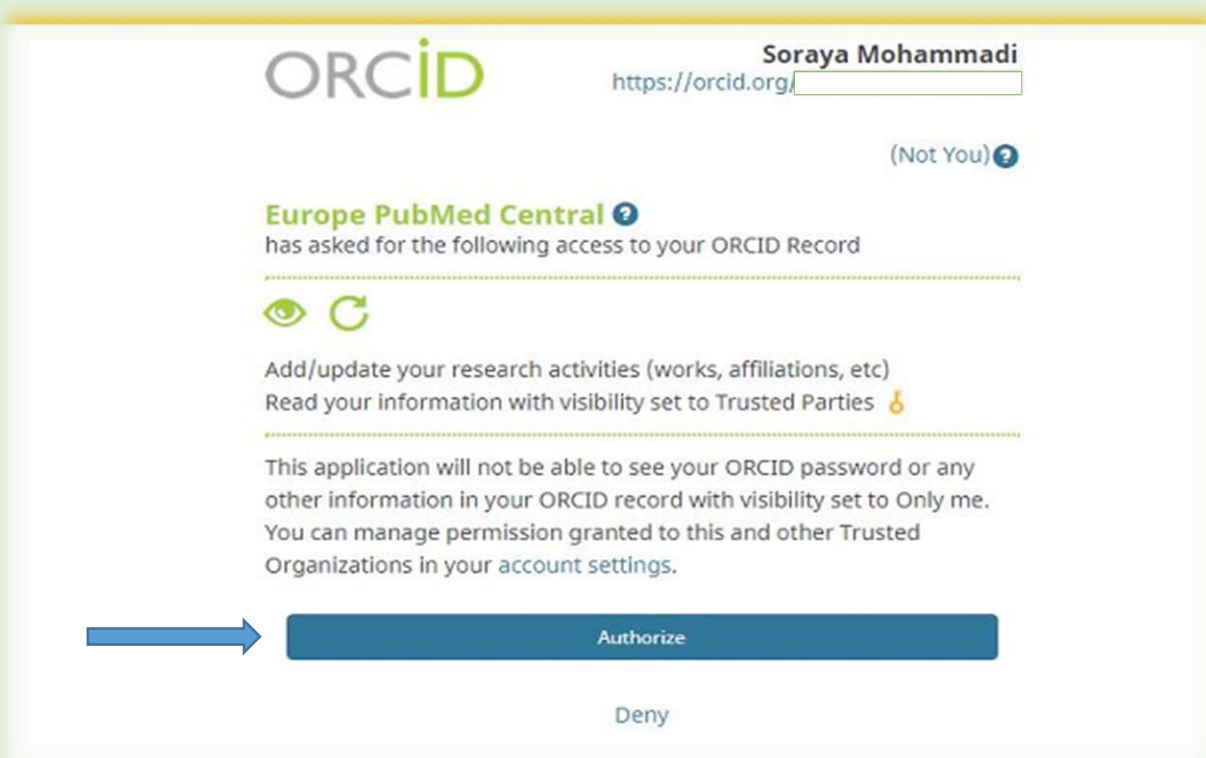 ORCID
Soraya Mohammadi
https://orcid.org/
(Not You) ?
Europe PubMed Central ?
has asked for the following access to your ORCID Record
Add/update your research activities (works, affiliations, etc)
Read your information with visibility set to Trusted Parties
This application will not be able to see your ORCID password or any
other information in your ORCID record with visibility set to Only me.
You can manage permission granted to this and other Trusted
Organizations in your account settings.
Authorize
Deny